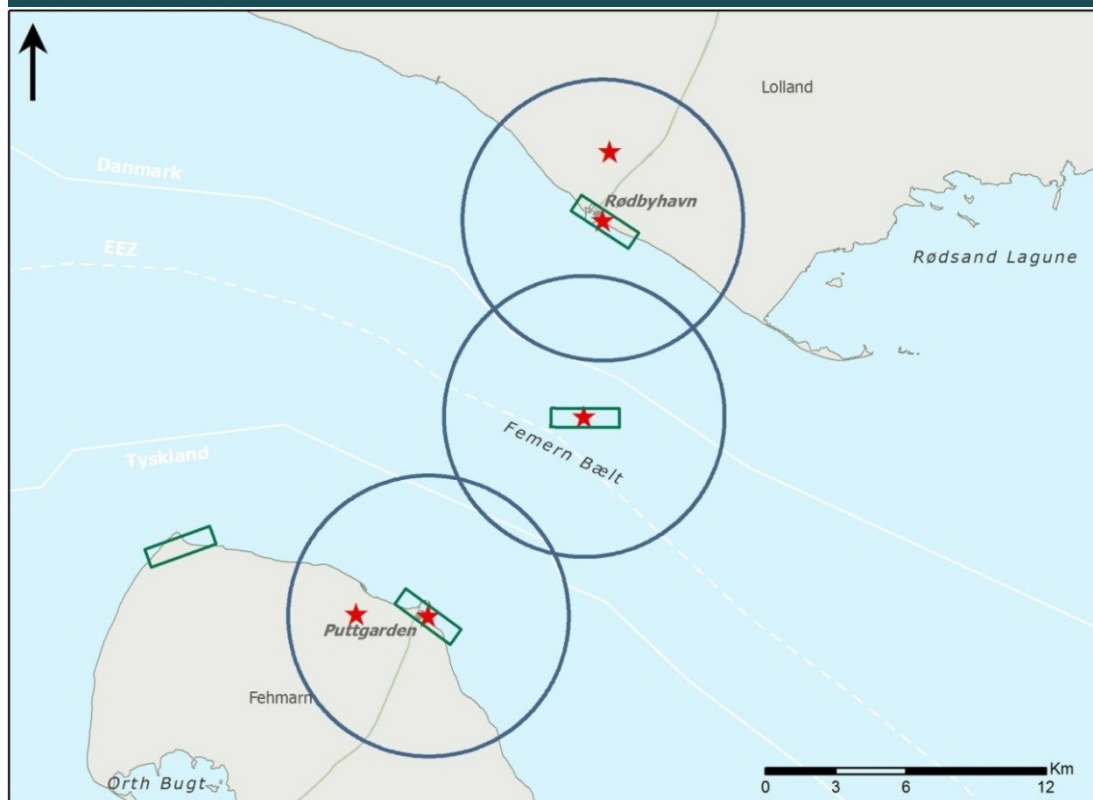 Lolland
Danmark
Rødbyhavn
EEZ
Rødsand Lagune
Femern Bælt
Tyskland
Puttgarden
Fehmarn
Orth Bugt
Km
0 3 6 12